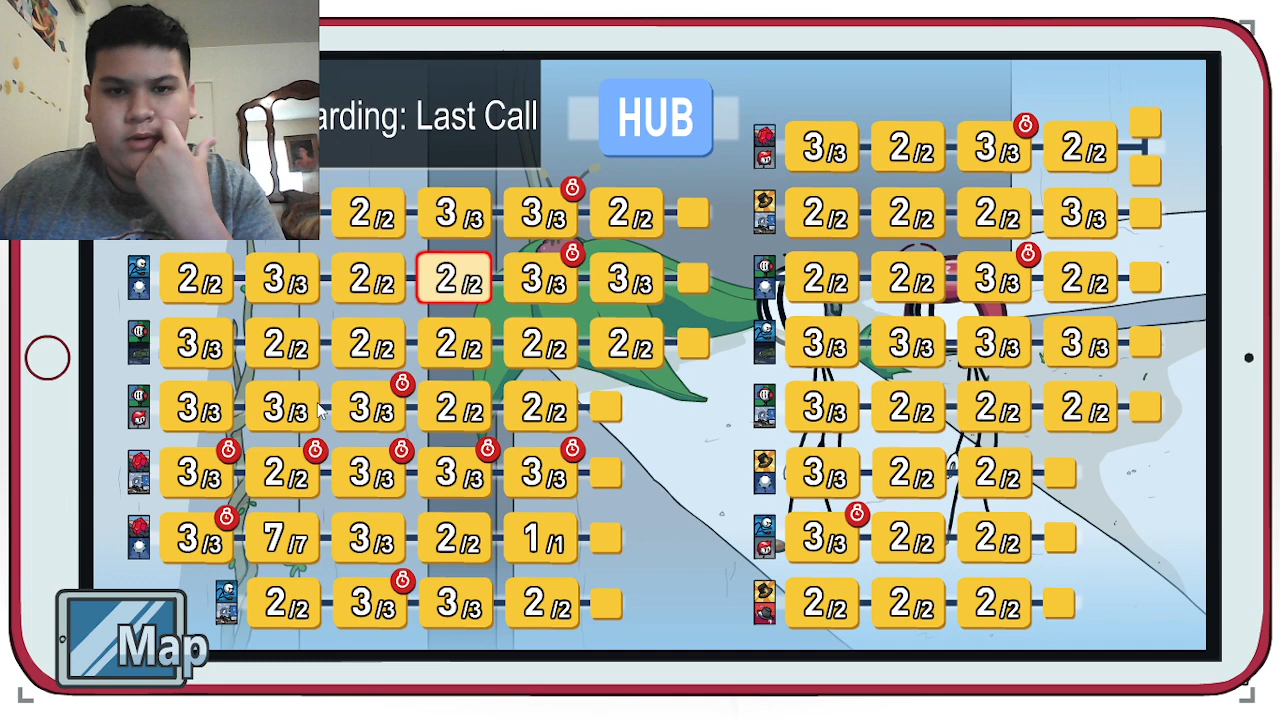 arding: Last Call
HUB
3/3 2/2 3/3 2/2
2/2 3/3 3/3 2/2
2/2 2/2 2/2 3/3
2/2 3/3 2/2 2/2 3/3 3/3
2/2 2/2 3/3 2/2
3/3 2/2 2/2 2/2 2/2 2/2
3/3 3/3 3/3 3/3
3/3 3/3 3/3 2/2 2/2
3/3 2/2 2/2 2/2
3/3 2/2 3/3 3/3 3/3
3/3 2/2 2/2
3/3 7/7 3/3 2/2 1/1
3/3 2/2 2/2
2/2 3/3 3/3 2/2
2/2 2/2 2/2
Map